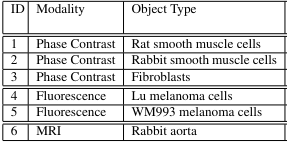 ID Modality Object Type
1 Phase Contrast Rat smooth muscle cells
2 Phase Contrast Rabbit smooth muscle cells
3 Phase Contrast Fibroblasts
4 Fluorescence Lu melanoma cells
5 Fluorescence WM993 melanoma cells
6 MRI Rabbit aorta